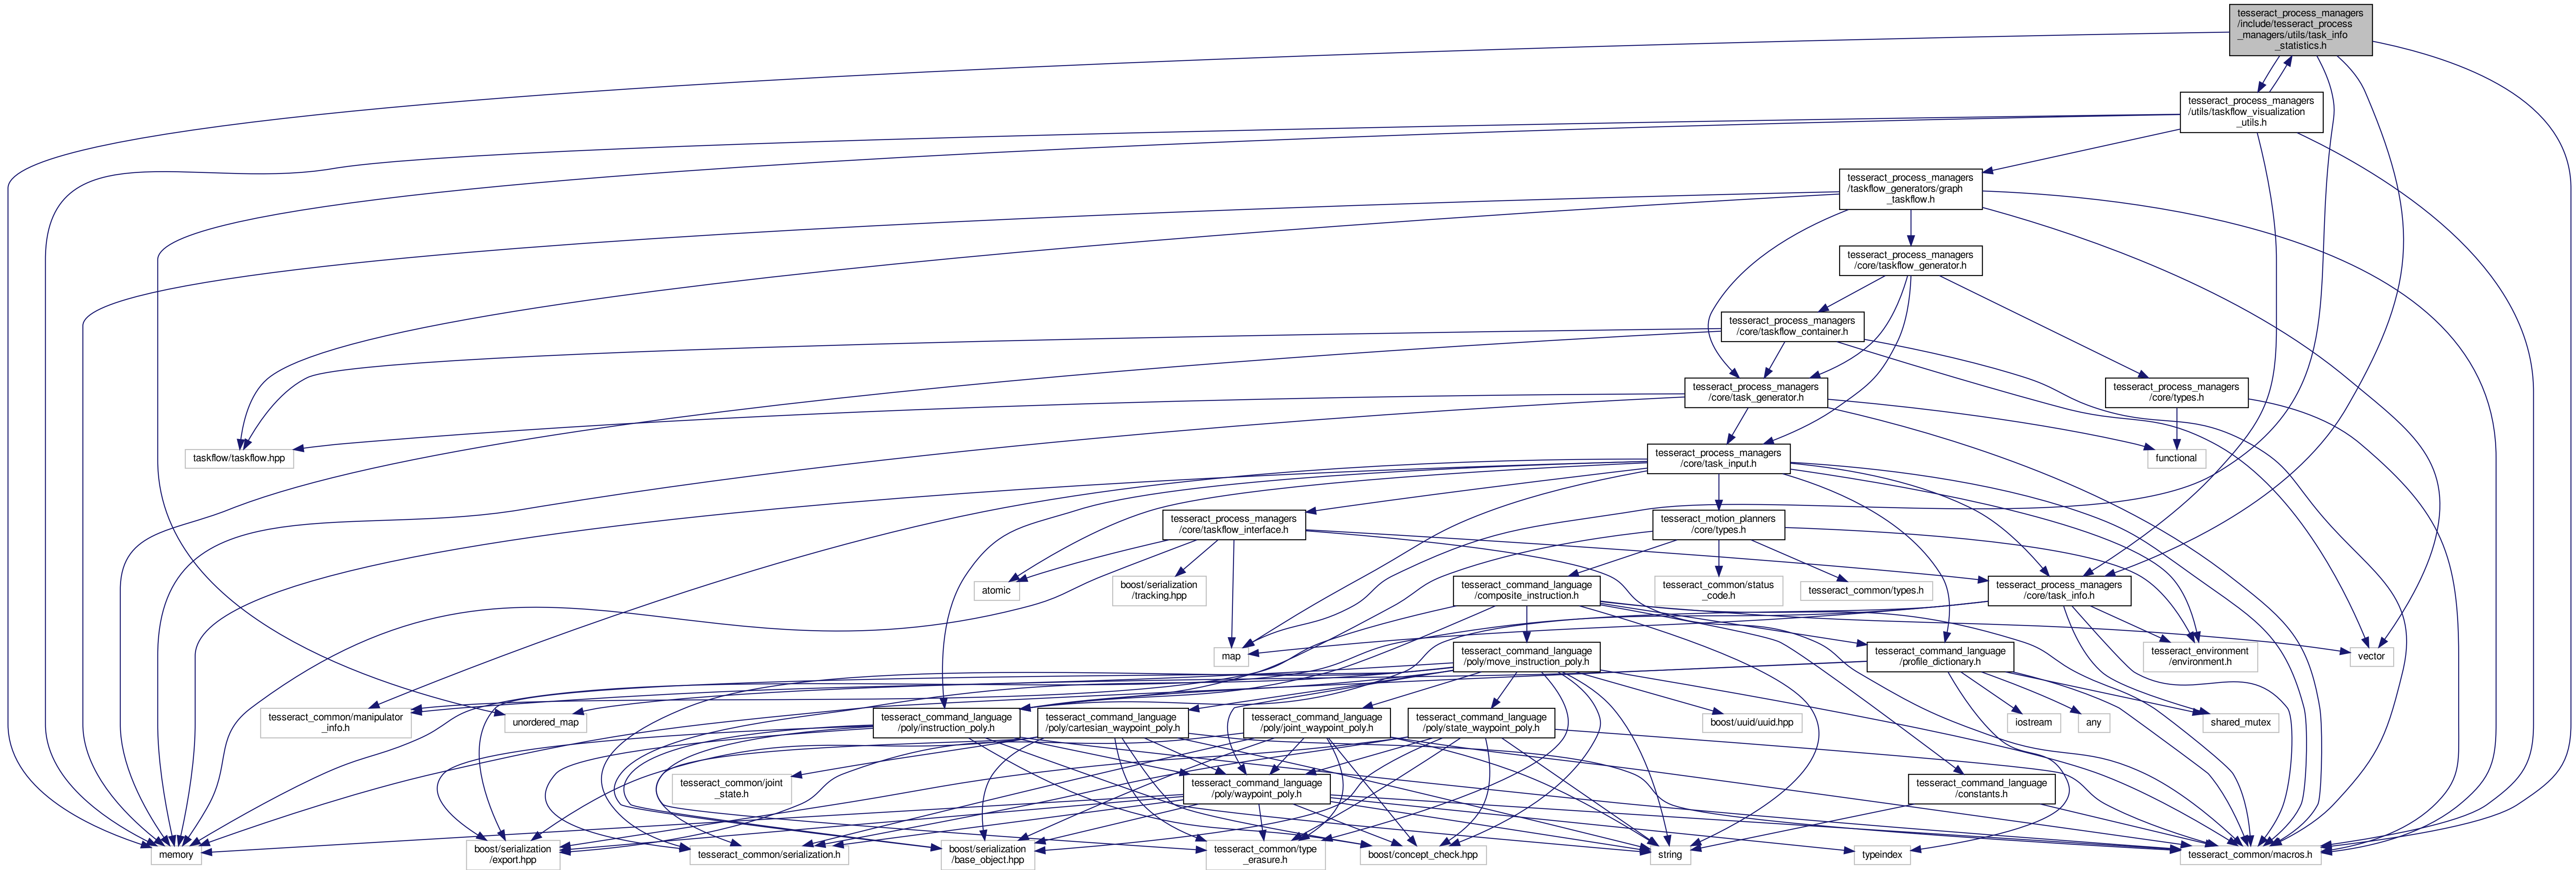 tesseract_process_managers
/include/tesseract_process
_managers/utils/task_info
_statistics.h
tesseract_process_managers
/utils/taskflow_visualization
_utils.h
tesseract_process_managers
/taskflow_generators/graph
_taskflow.h
tesseract_process_managers
/core/taskflow_generator.h
tesseract_process_managers
/core/taskflow_container.h
tesseract_process_managers
/core/task_generator.h
tesseract_process_managers
/core/types.h
taskflow/taskflow.hpp
tesseract_process_managers
/core/task_input.h
functional
tesseract_process_managers
/core/taskflow_interface.h
tesseract_motion_planners
/core/types.h
atomic
boost/serialization
/tracking.hpp
tesseract_command_language
/composite_instruction.h
tesseract_common/status
_code.h
tesseract_common/types.h
tesseract_process_managers
/core/task_info.h
map
tesseract_command_language
/poly/move_instruction_poly.h
tesseract_command_language
/profile_dictionary.h
tesseract_environment
/environment.h
vector
tesseract_common/manipulator
_info.h
unordered_map
tesseract_command_language
/poly/instruction_poly.h
tesseract_command_language
/poly/cartesian_waypoint_poly.h
tesseract_command_language
/poly/joint_waypoint_poly.h
tesseract_command_language
/poly/state_waypoint_poly.h
boost/uuid/uuid.hpp
iostream
any
shared_mutex
tesseract_common/joint
_state.h
tesseract_command_language
/poly/waypoint_poly.h
tesseract_command_language
/constants.h
memory
boost/serialization
/export.hpp
tesseract_common/serialization.h
boost/serialization
/base_object.hpp
tesseract_common/type
_erasure.h
boost/concept_check.hpp
string
typeindex
tesseract_common/macros.h